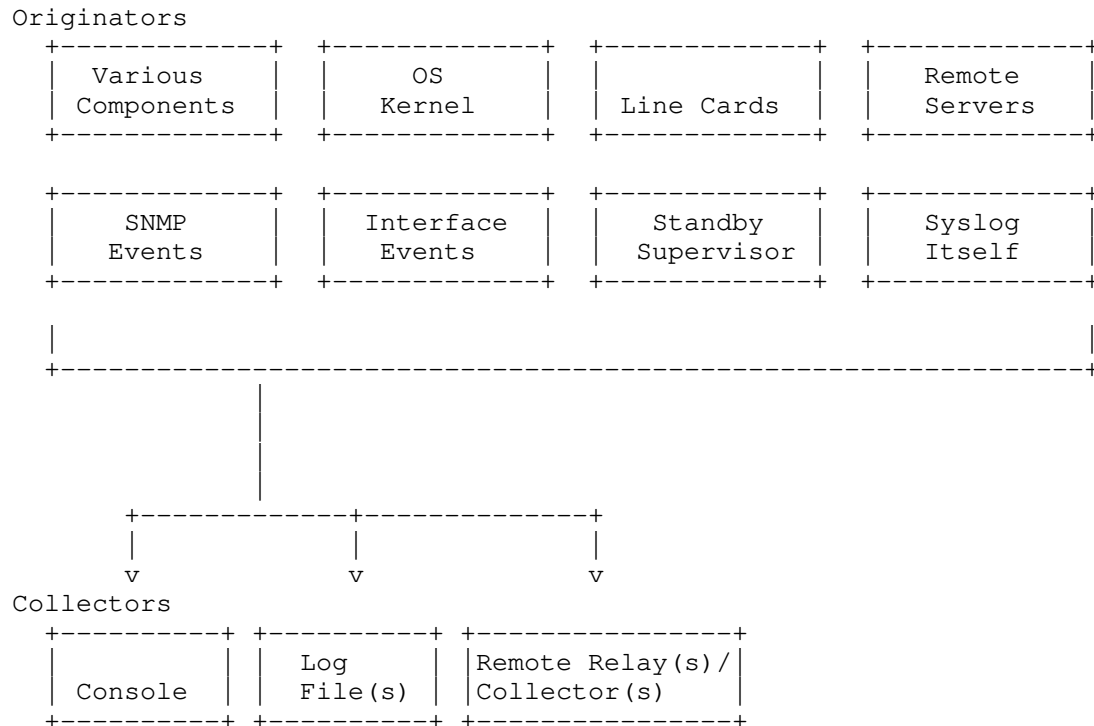 Originators
Various OS Remote
Components Kernel Line Cards Servers
SNMP Interface Standby Syslog
Events Events Supervisor Itself
v v v
Collectors
Log Remote Relay(s)/
Console File(s) Collector(s)